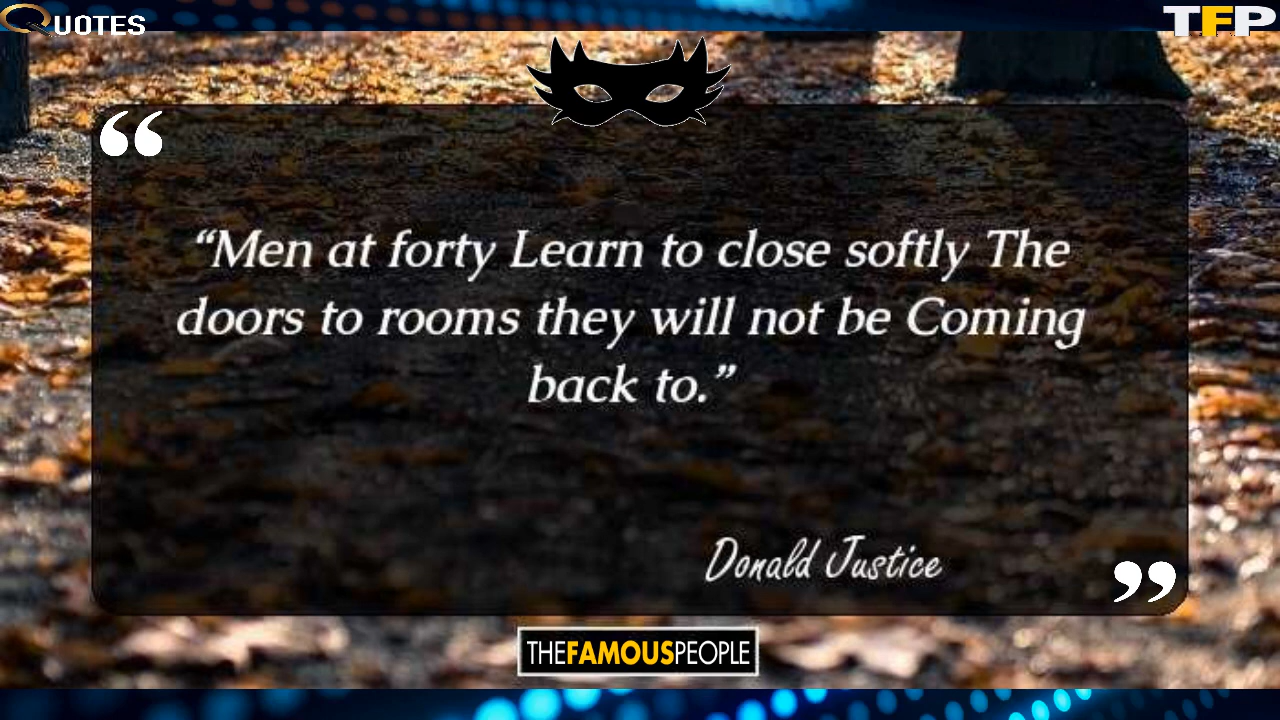 QUOTES
TFP
“
“Men at forty Learn to close softly The
doors to rooms they will not be Coming
back to.”
Donald Justice
”
THEFAMOUSPEOPLE